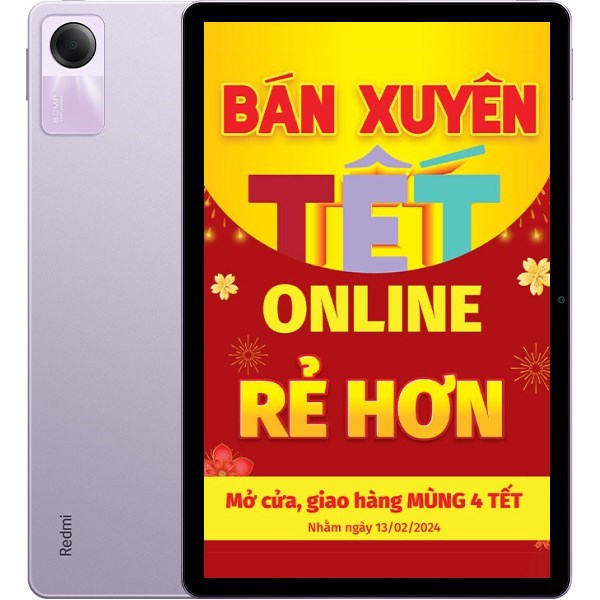 BÁN XUYÊN
TẾT
ONLINE
RẺ HƠN
Mở cửa, giao hàng MÙNG 4 TẾT
Nhằm ngày 13/02/2024
Redmi